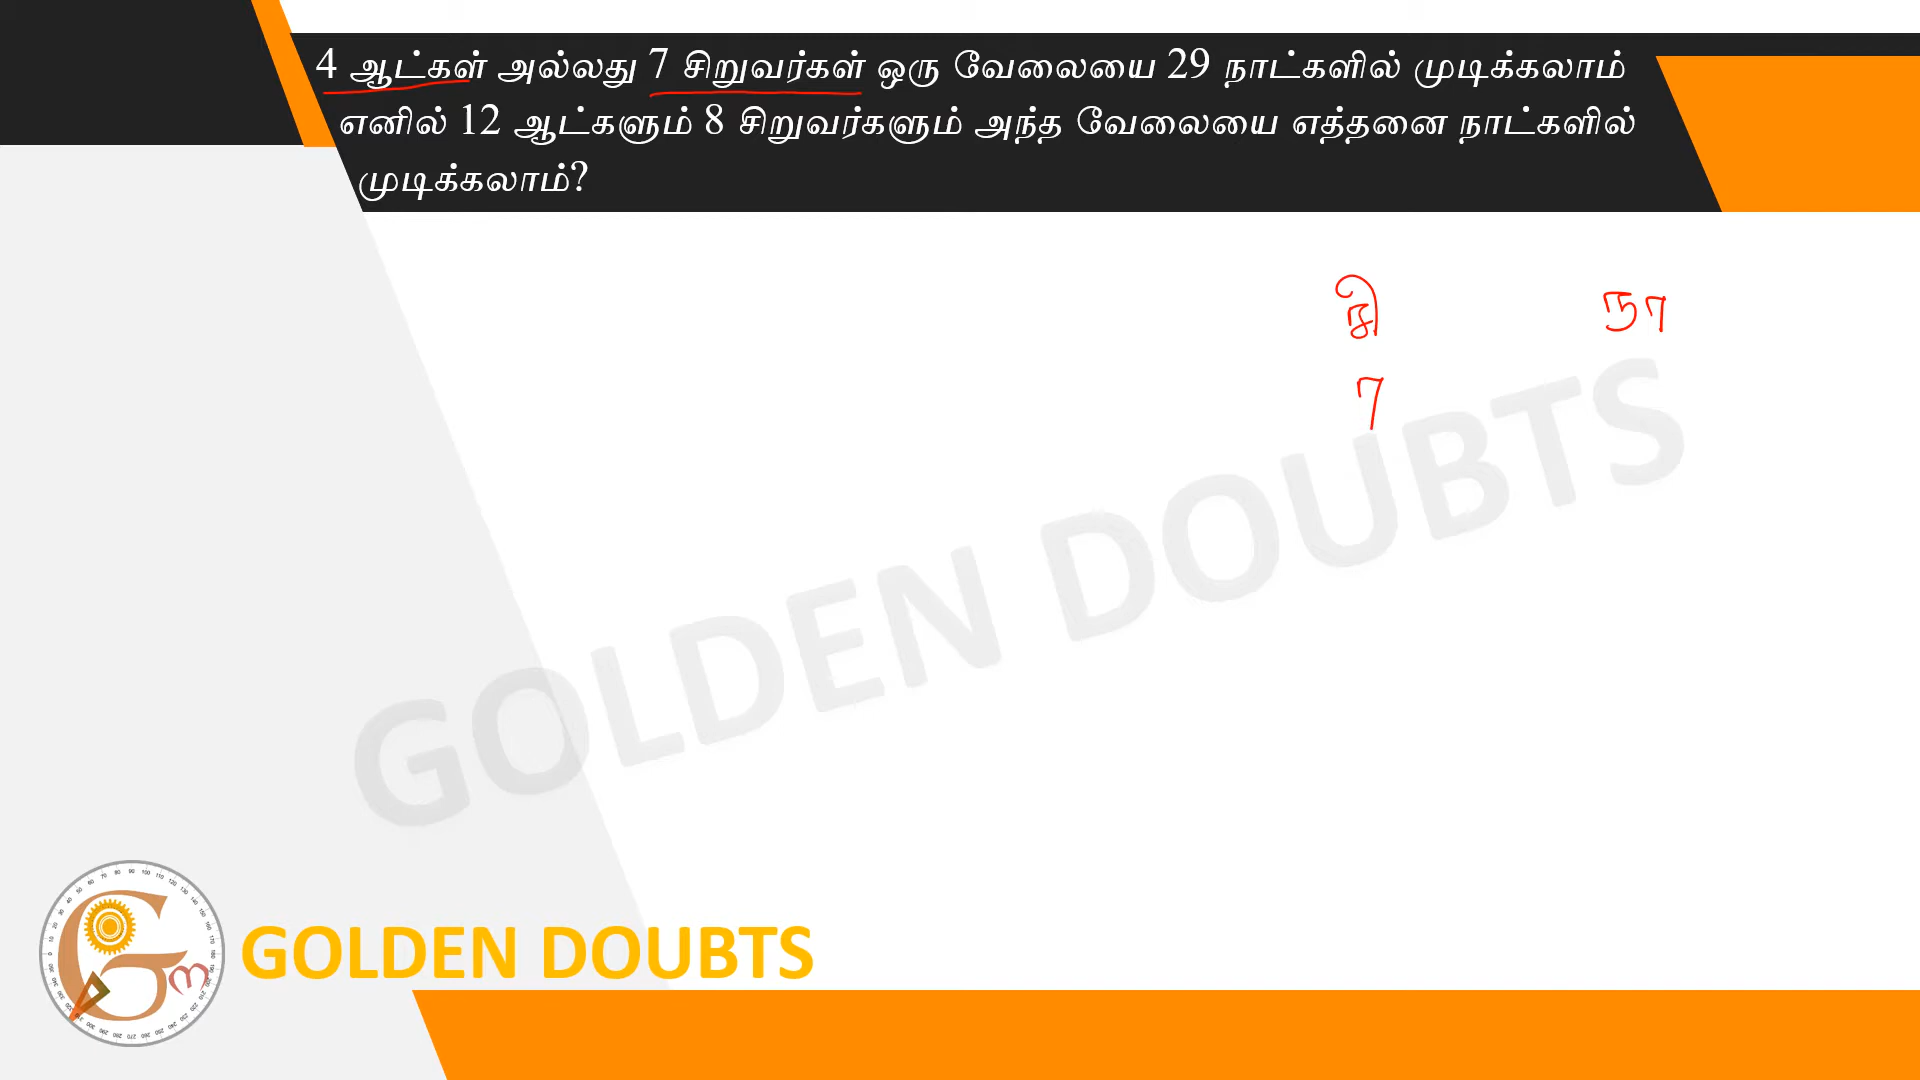 4 ஆட்கள் அல்லது 7 சிறுவர்கள் ஒரு வேலையை 29 நாட்களில் முடிக்கலாம்
எனில் 12 ஆட்களும் 8 சிறுவர்களும் அந்த வேலையை எத்தனை நாட்களில்
முடிக்கலாம்?
சி நா
7
GOLDEN DOUBTS
GOLDEN DOUBTS